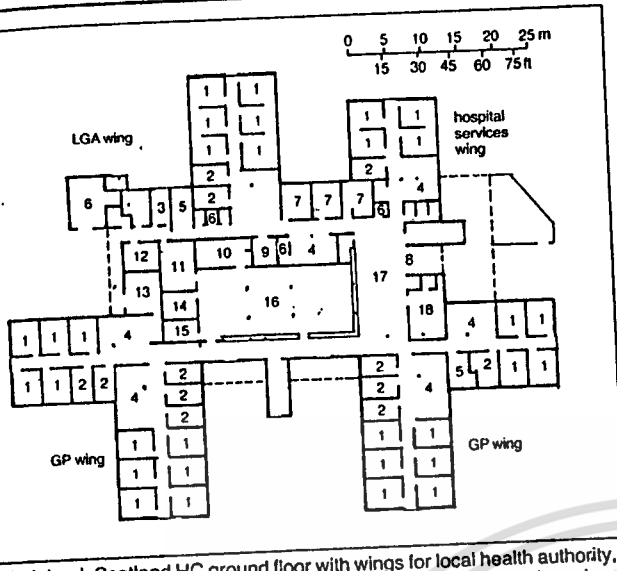 0 5 10 15 20 25 m
15 30 45 60 75 ft
LGA wing
hospital
services
wing
1 1 1 1
1 1 1 1
1 1 2 4
2
6 3 5 2 6 7 7 7 6
12 11 10 9 6 4 17 8
13 14 16 18
15
1 1 1 4 4 1 1
1 1 2 2 2 2 5 2 1 1
4 2 2 4
2 2
1 1 1 1
GP wing 1 1 1 1 GP wing
1 1 1 1
Scotland HC ground floor with wings for local health authority,